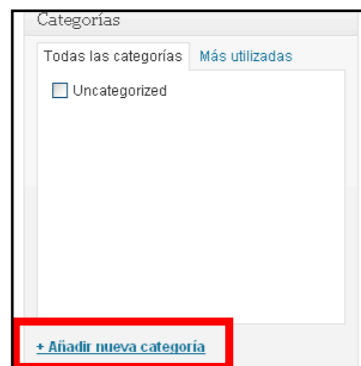 Categorías
Todas las categorías Más utilizadas
Uncategorized
+ Añadir nueva categoría